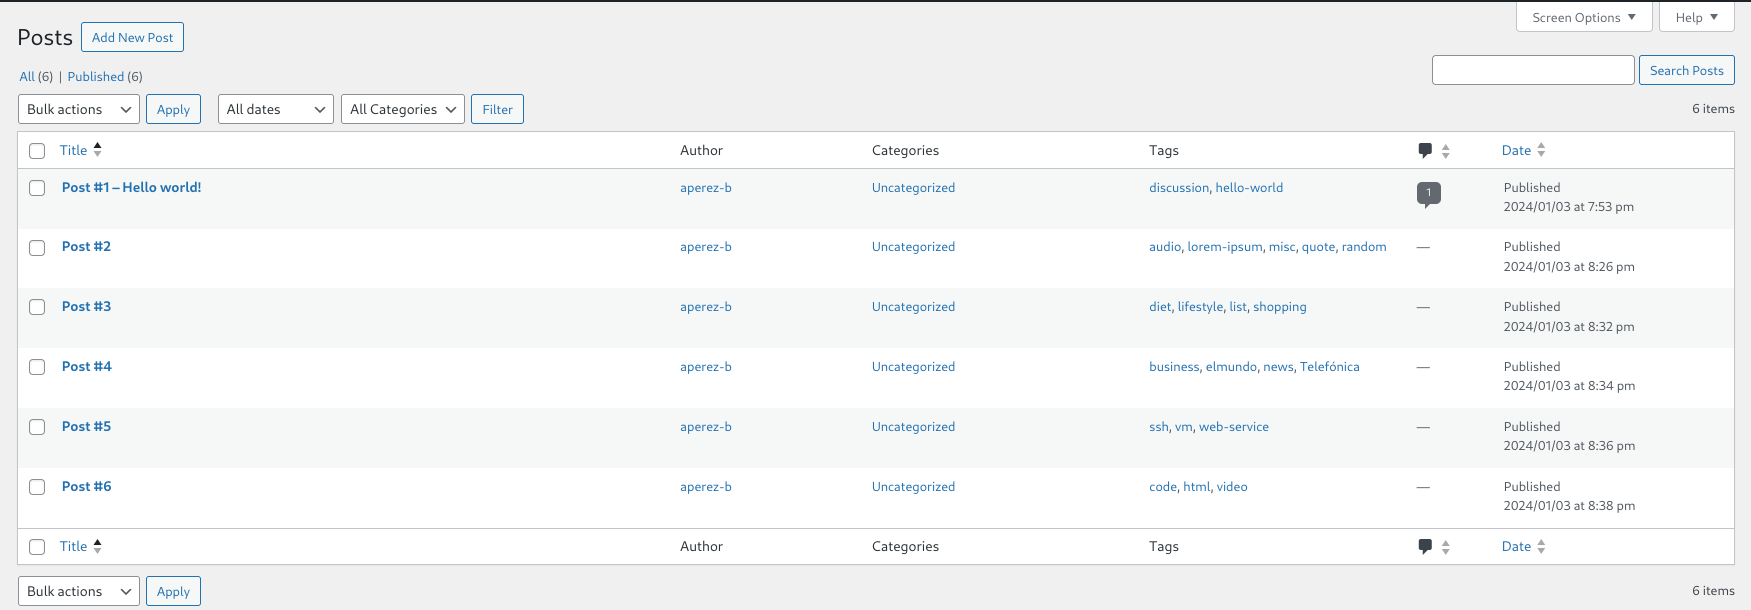 Screen Options Help
Posts Add New Post
All (6) | Published (6)
Search Posts
Bulk actions Apply All dates All Categories Filter 6 items
Title Author Categories Tags Date
Post #1 – Hello world! aperez-b Uncategorized discussion, hello-world 1 Published
2024/01/03 at 7:53 pm
Post #2 aperez-b Uncategorized audio, lorem-ipsum, misc, quote, random — Published
2024/01/03 at 8:26 pm
Post #3 aperez-b Uncategorized diet, lifestyle, list, shopping — Published
2024/01/03 at 8:32 pm
Post #4 aperez-b Uncategorized business, elmundo, news, Telefónica — Published
2024/01/03 at 8:34 pm
Post #5 aperez-b Uncategorized ssh, vm, web-service — Published
2024/01/03 at 8:36 pm
Post #6 aperez-b Uncategorized code, html, video — Published
2024/01/03 at 8:38 pm
Title Author Categories Tags Date
Bulk actions Apply 6 items